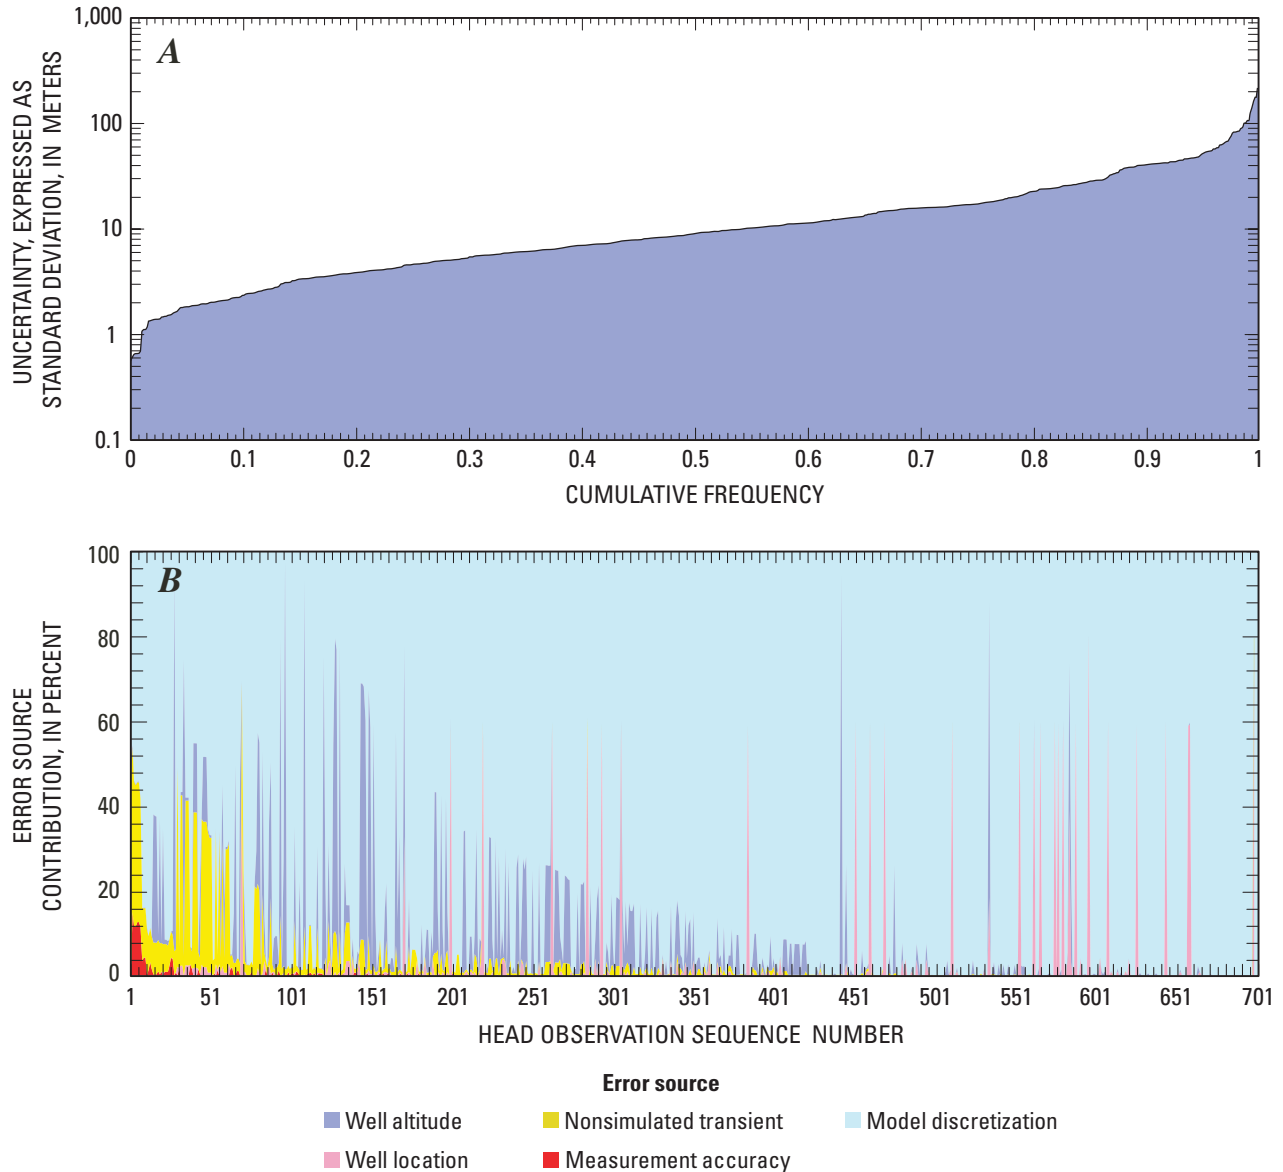 A
UNCERTAINTY, EXPRESSED AS
STANDARD DEVIATION, IN METERS
1,000
100
10
1
0.1
0 0.1 0.2 0.3 0.4 0.5 0.6 0.7 0.8 0.9 1
CUMULATIVE FREQUENCY
B
ERROR SOURCE
CONTRIBUTION, IN PERCENT
100
80
60
40
20
0
1 51 101 151 201 251 301 351 401 451 501 551 601 651 701
HEAD OBSERVATION SEQUENCE NUMBER
Error source
Well altitude Nonsimulated transient Model discretization
Well location Measurement accuracy